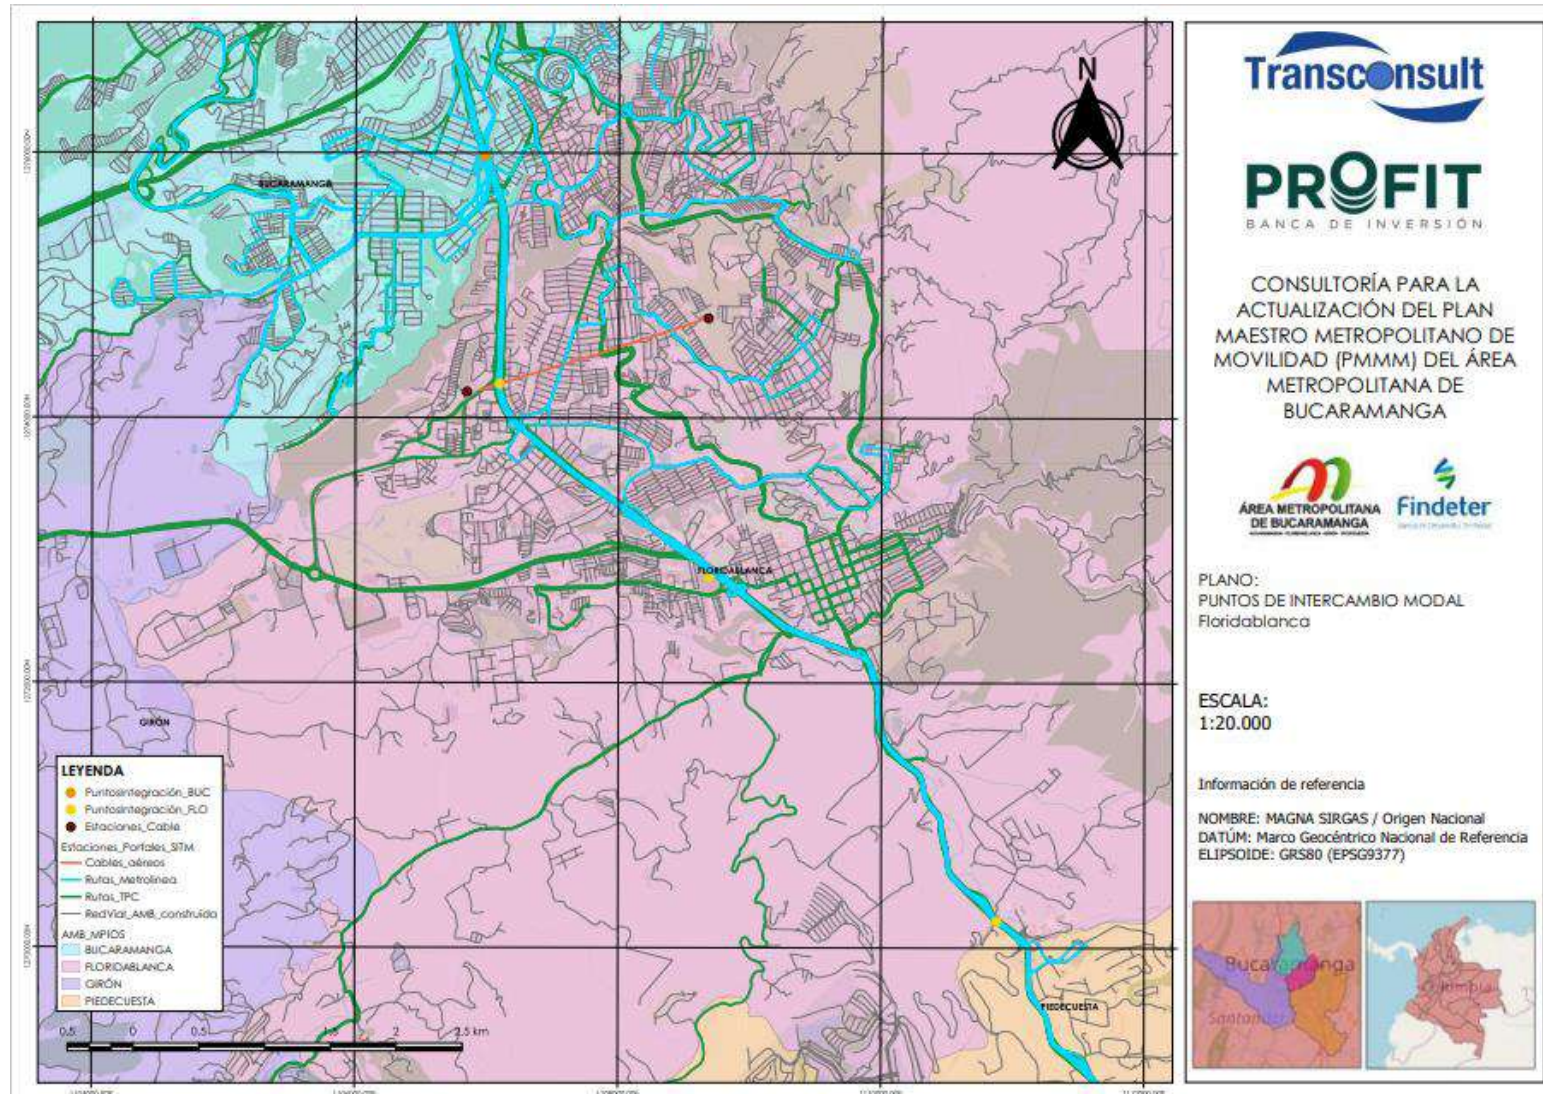 BUCARAMANGA
FLORIDABLANCA
GIRÓN
PIEDECUESTA
N
LEYENDA
PuntosIntegración_BUC
PuntosIntegración_FLO
Estaciones_Cable
Estaciones_Portales_SITM
Cables_aéreos
Rutas_Metrolinea
Rutas_TPC
RedVial_AMB_construida
AMB_MPIOS
BUCARAMANGA
FLORIDABLANCA
GIRÓN
PIEDECUESTA
0.5 0 0.5 1.5 2 2.5 km
Transconsult
PROFIT
BANCA DE INVERSIÓN
CONSULTORÍA PARA LA
ACTUALIZACIÓN DEL PLAN
MAESTRO METROPOLITANO DE
MOVILIDAD (PMMM) DEL ÁREA
METROPOLITANA DE
BUCARAMANGA
ÁREA METROPOLITANA
DE BUCARAMANGA
Findeter
PLANO:
PUNTOS DE INTERCAMBIO MODAL
Floridablanca
ESCALA:
1:20.000
Información de referencia
NOMBRE: MAGNA SIRGAS / Origen Nacional
DATÚM: Marco Geocéntrico Nacional de Referencia
ELIPSOIDE: GRS80 (EPSG9377)
Bucaramanga
Santander
Colombia